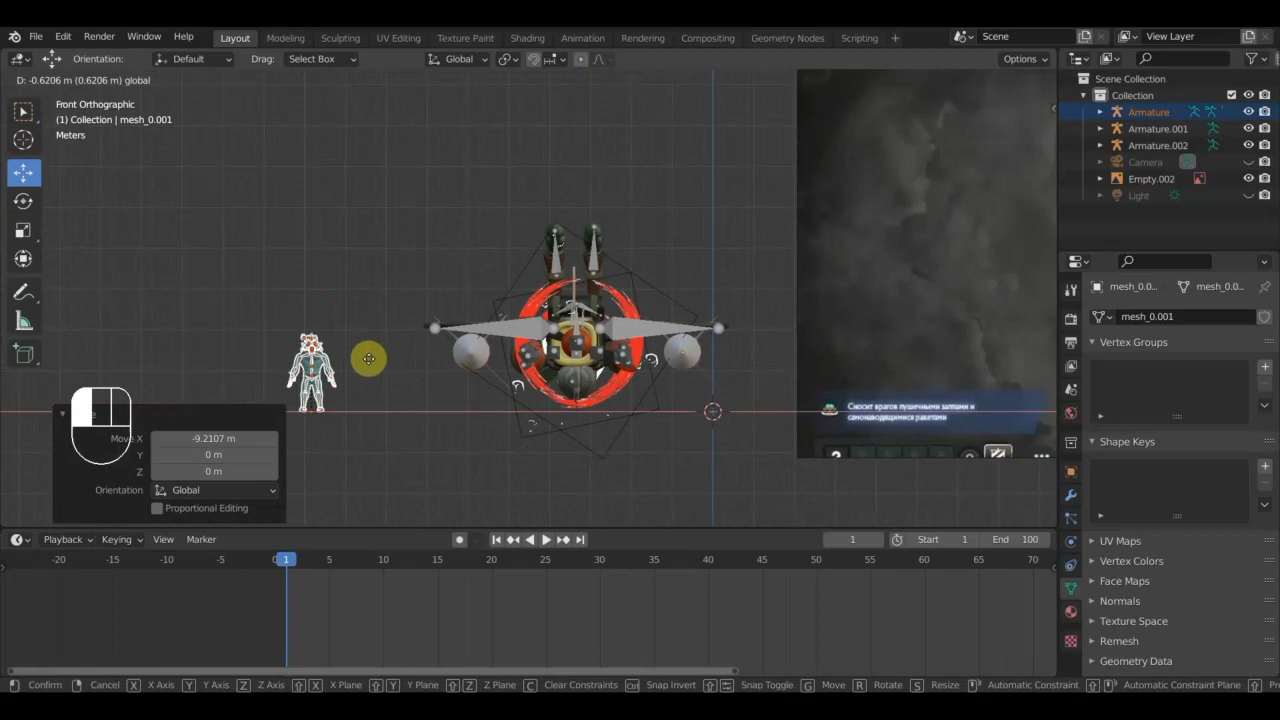 File Edit Render Window Help Layout Modeling Sculpting UV Editing Texture Paint Shading Animation Rendering Compositing Geometry Nodes Scripting + Scene View Layer
Orientation: Default Drag: Select Box Global Options
D: -0.6206 m (0.6206 m) global
Front Orthographic
(1) Collection | mesh_0.001
Meters
Scene Collection
Collection
Armature
Armature.001
Armature.002
Camera
Empty.002
Light
mesh_0.0... mesh_0.0...
mesh_0.001
Vertex Groups
Shape Keys
UV Maps
Vertex Colors
Face Maps
Normals
Texture Space
Remesh
Geometry Data
Сносит врагов пушечными залпами и
самонаводящимися ракетами
Move X -9.2107 m
Y 0 m
Z 0 m
Orientation Global
Proportional Editing
Playback Keying View Marker 1 Start 1 End 100
-20 -15 -10 -5 1 5 10 15 20 25 30 35 40 45 50 55 60 65 70
Confirm Cancel X X Axis Y Y Axis Z Z Axis X X Plane Y Y Plane Z Z Plane C Clear Constraints Ctrl Snap Invert Snap Toggle G Move R Rotate S Resize Automatic Constraint Automatic Constraint Plane